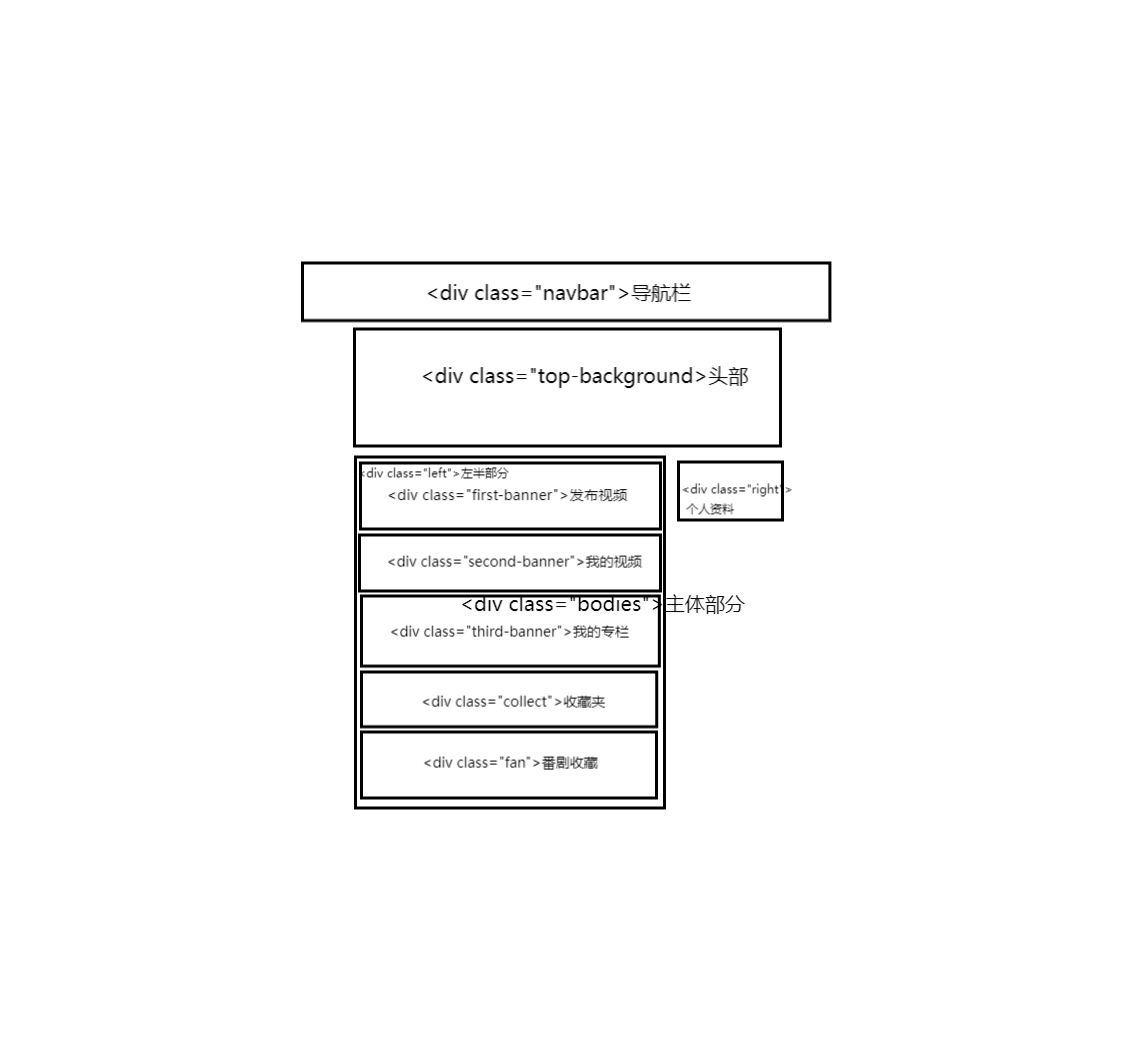 <div class="navbar">导航栏
<div class="top-background>头部
<div class="left">左半部分
<div class="first-banner">发布视频
<div class="right">
个人资料
<div class="second-banner">我的视频
<div class="bodies">主体部分
<div class="third-banner">我的专栏
<div class="collect">收藏夹
<div class="fan">番剧收藏